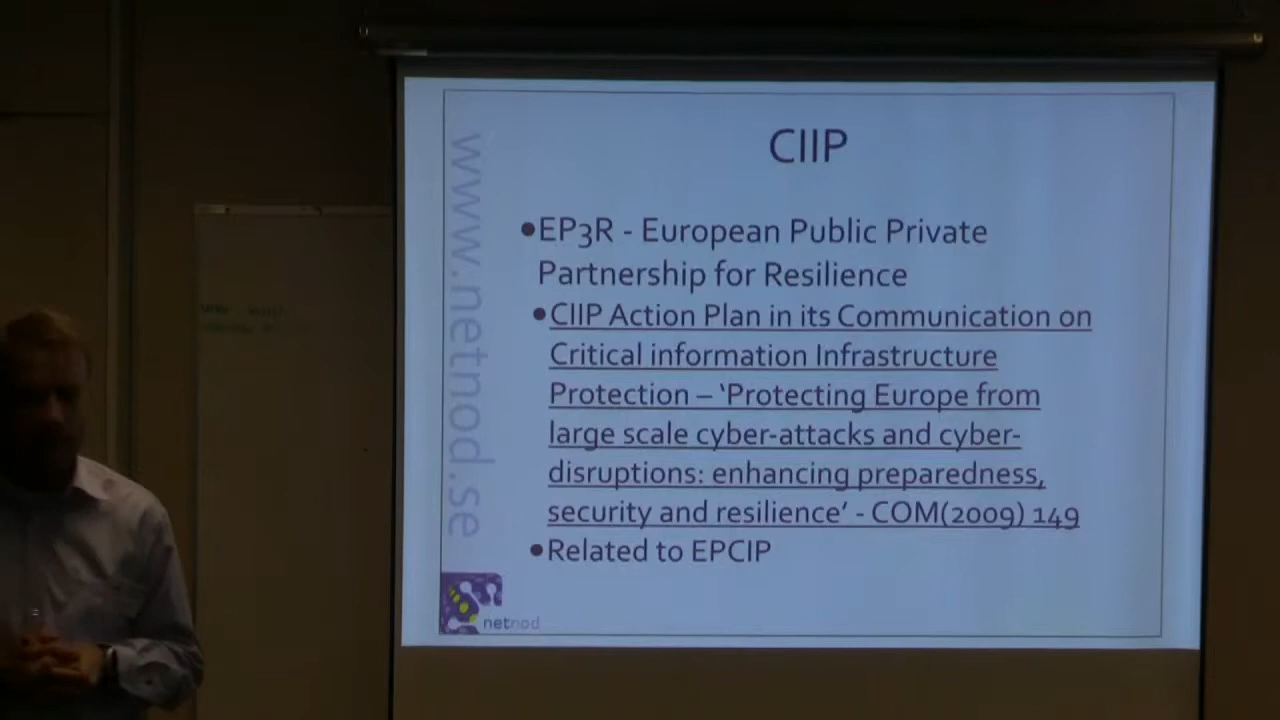 CIIP
•EP3R - European Public Private
Partnership for Resilience
•CIIP Action Plan in its Communication on
Critical information Infrastructure
Protection – ‘Protecting Europe from
large scale cyber-attacks and cyber-
disruptions: enhancing preparedness,
security and resilience’ - COM(2009) 149
•Related to EPCIP
www.netnod.se
netnod